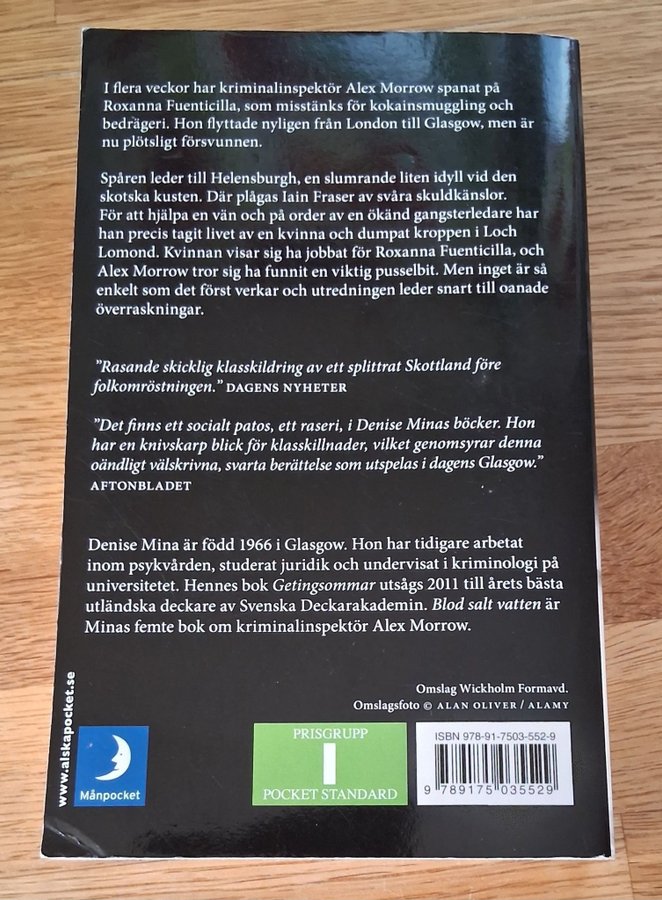 I flera veckor har kriminalinspektör Alex Morrow spanat på
Roxanna Fuenticilla, som misstänks för kokainsmuggling och
bedrägeri. Hon flyttade nyligen från London till Glasgow, men är
nu plötsligt försvunnen.
Spåren leder till Helensburgh, en slumrande liten idyll vid den
skotska kusten. Där plågas Iain Fraser av svåra skuldkänslor.
För att hjälpa en vän och på order av en ökänd gangsterledare har
han precis tagit livet av en kvinna och dumpat kroppen i Loch
Lomond. Kvinnan visar sig ha jobbat för Roxanna Fuenticilla, och
Alex Morrow tror sig ha funnit en viktig pusselbit. Men inget är så
enkelt som det först verkar och utredningen leder snart till oanade
överraskningar.
”Rasande skicklig klasskildring av ett splittrat Skottland före
folkomröstningen.” DAGENS NYHETER
”Det finns ett socialt patos, ett raseri, i Denise Minas böcker. Hon
har en knivskarp blick för klasskillnader, vilket genomsyrar denna
oändligt välskrivna, svarta berättelse som utspelas i dagens Glasgow.”
AFTONBLADET
Denise Mina är född 1966 i Glasgow. Hon har tidigare arbetat
inom psykvården, studerat juridik och undervisat i kriminologi på
universitetet. Hennes bok Getingsommar utsågs 2011 till årets bästa
utländska deckare av Svenska Deckarakademin. Blod salt vatten är
Minas femte bok om kriminalinspektör Alex Morrow.
Omslag Wickholm Formavd.
Omslagsfoto © ALAN OLIVER / ALAMY
www.alskapocket.se
Månpocket
PRISGRUPP
1
POCKET STANDARD
ISBN 978-91-7503-552-9
9 789175 035529